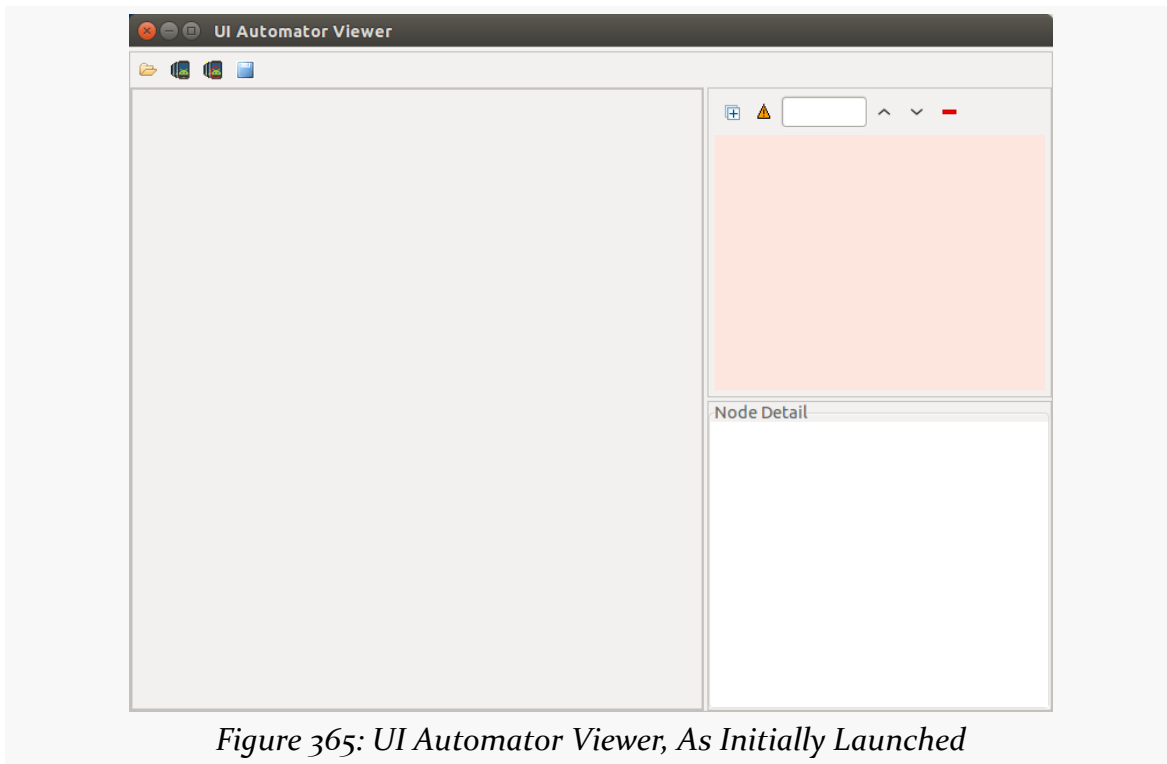 UI Automator Viewer
Node Detail
Figure 365: UI Automator Viewer, As Initially Launched